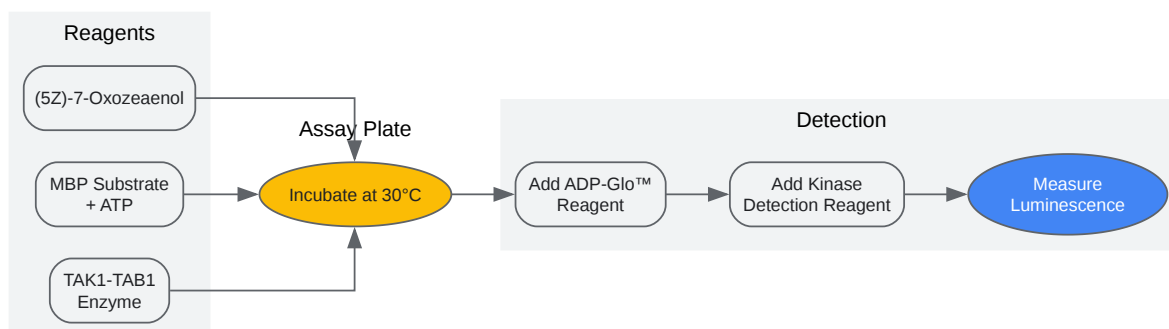 Reagents
(5Z)-7-Oxozeaenol
MBP Substrate
+ ATP
TAK1-TAB1
Enzyme
Assay Plate
Incubate at 30°C
Detection
Add ADP-Glo™
Reagent
Add Kinase
Detection Reagent
Measure
Luminescence